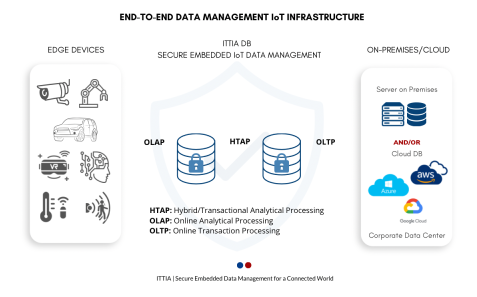 END-TO-END DATA MANAGEMENT IoT INFRASTRUCTURE
EDGE DEVICES
ITTIA DB
SECURE EMBEDDED IoT DATA MANAGEMENT
ON-PREMISES/CLOUD
VR
OLAP
HTAP
OLTP
Server on Premises
AND/OR
Cloud DB
Azure
aws
Google Cloud
Corporate Data Center
HTAP: Hybrid/Transactional Analytical Processing
OLAP: Online Analytical Processing
OLTP: Online Transaction Processing
ITTIA | Secure Embedded Data Management for a Connected World